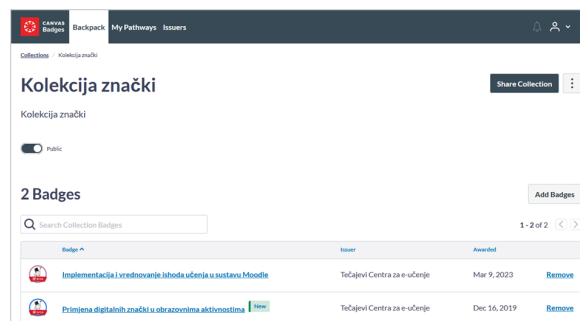 CANVAS Badges Backpack My Pathways Issuers
Collections / Kolekcija znački
Kolekcija znački
Share Collection
Kolekcija znački
Public
2 Badges
Add Badges
Search Collection Badges
1 - 2 of 2
Badge Issuer Awarded
Implementacija i vrednovanje ishoda učenja u sustavu Moodle Tečajevi Centra za e-učenje Mar 9, 2023 Remove
Primjena digitalnih znački u obrazovnima aktivnostima New Tečajevi Centra za e-učenje Dec 16, 2019 Remove